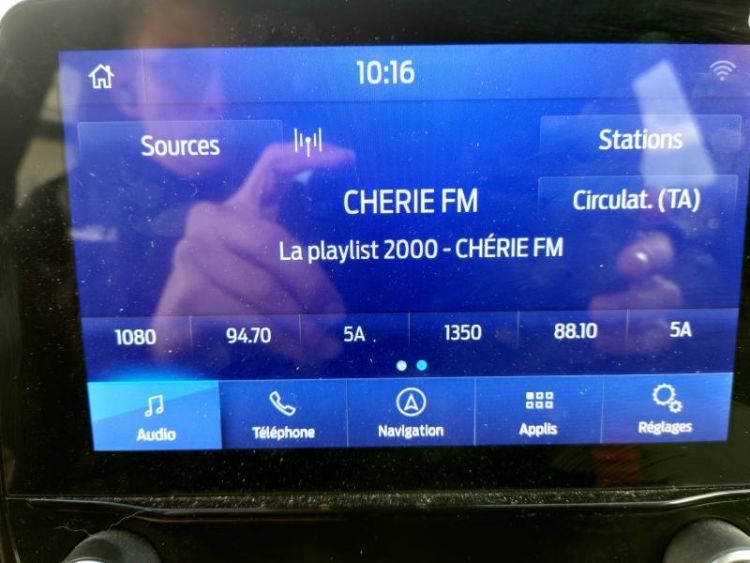 10:16
Sources
Stations
CHERIE FM
Circulat. (TA)
La playlist 2000 - CHÉRIE FM
1080 94.70 5A 1350 88.10 5A
Audio Téléphone Navigation Applis Réglages